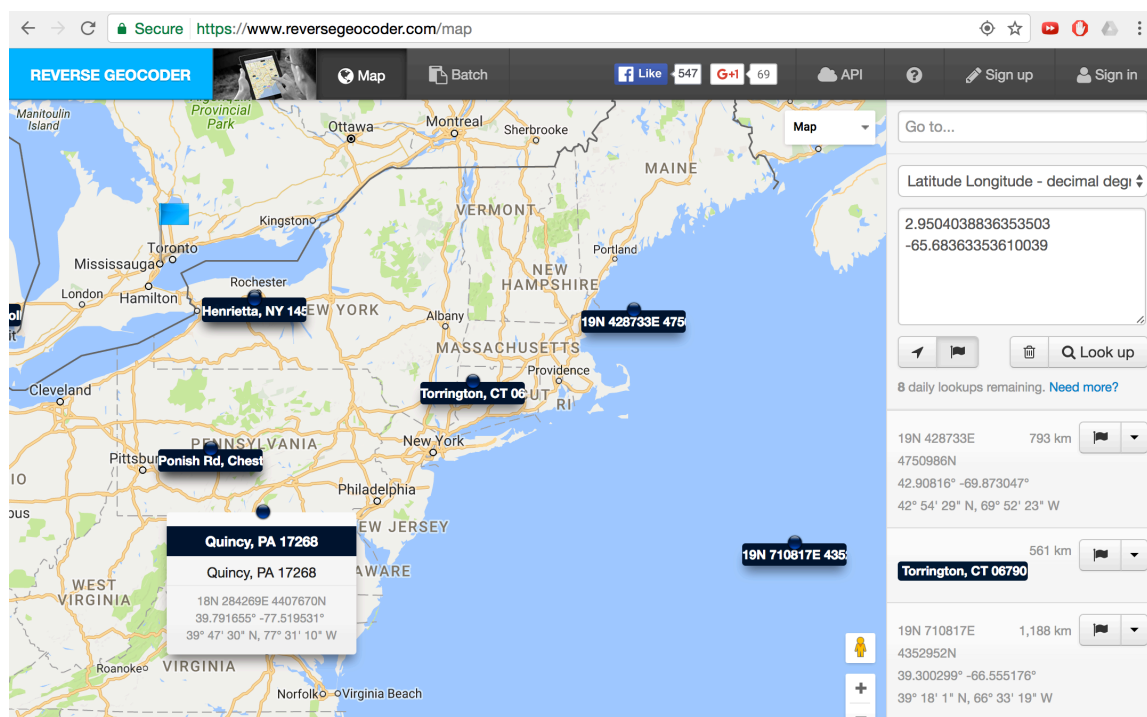 Secure https://www.reversegeocoder.com/map
REVERSE GEOCODER
Map
Batch
Like 547
G+1 69
API
?
Sign up
Sign in
Manitoulin
Island
Provincial
Park
Ottawa
Montreal
Sherbrooke
MAINE
Map
VERMONT
Kingston
Toronto
Mississauga
Portland
NEW
HAMPSHIRE
London
Hamilton
Rochester
Henrietta, NY 145
EW YORK
Albany
19N 428733E 475
MASSACHUSETTS
Providence
Cleveland
Torrington, CT 06
CUT
RI
PENNSYLVANIA
New York
Pittsbu
Ponish Rd, Chest
IO
Philadelphia
bus
EW JERSEY
Quincy, PA 17268
Quincy, PA 17268
AWARE
18N 284269E 4407670N
39.791655° -77.519531°
39° 47' 30" N, 77° 31' 10" W
WEST
VIRGINIA
19N 710817E 435
Roanoke
VIRGINIA
Norfolk
Virginia Beach
Go to...
Latitude Longitude - decimal degr
2.9504038836353503
-65.68363353610039
Look up
8 daily lookups remaining. Need more?
19N 428733E
4750986N
793 km
42.90816° -69.873047°
42° 54' 29" N, 69° 52' 23" W
561 km
Torrington, CT 06790
19N 710817E
4352952N
1,188 km
39.300299° -66.555176°
39° 18' 1" N, 66° 33' 19" W